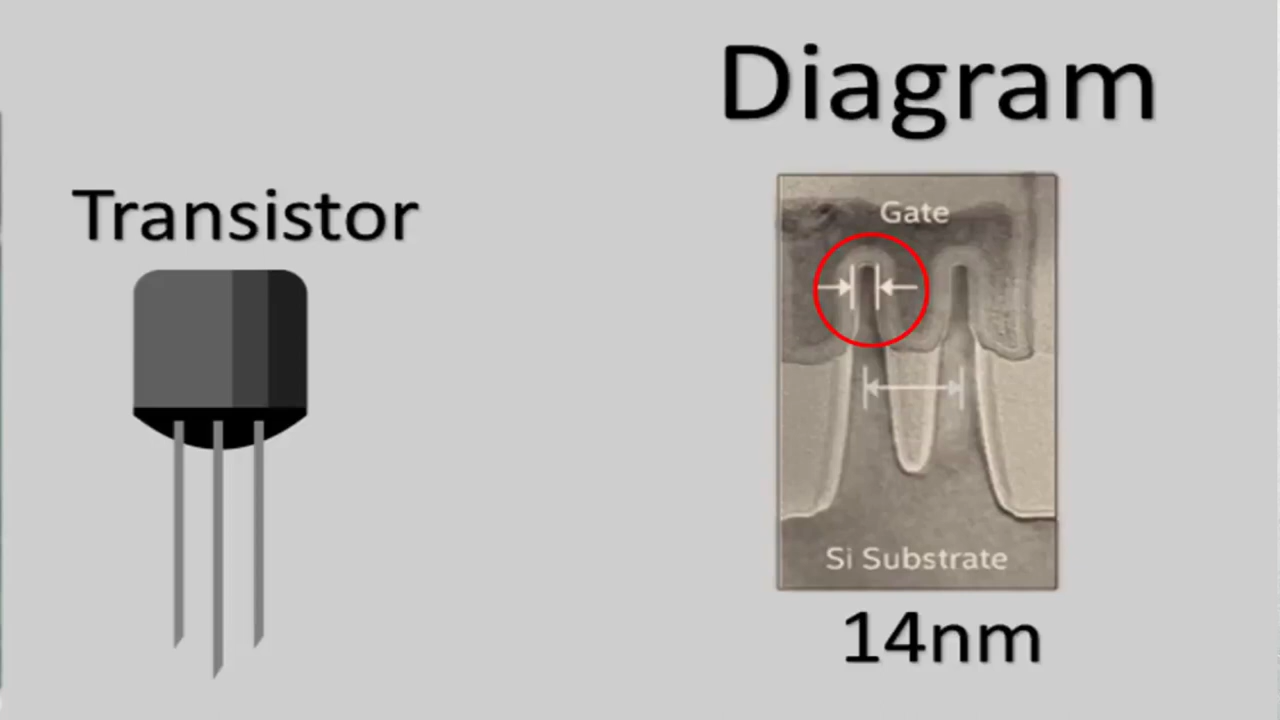 Diagram
Transistor
Gate
Si Substrate
14nm